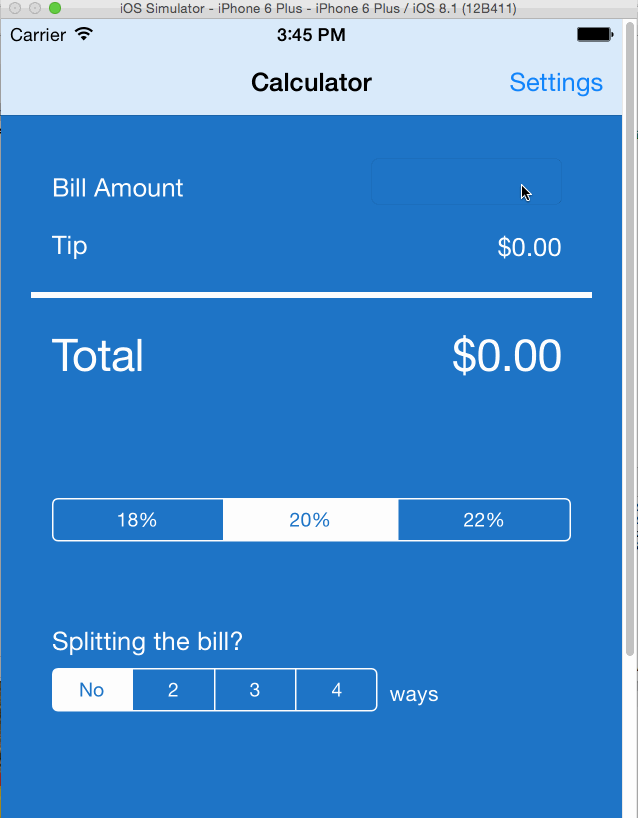 iOS Simulator - iPhone 6 Plus - iPhone 6 Plus / iOS 8.1 (12B411)
Carrier 3:45 PM
Calculator Settings
Bill Amount
Tip $0.00
Total $0.00
18% 20% 22%
Splitting the bill?
No 2 3 4 ways